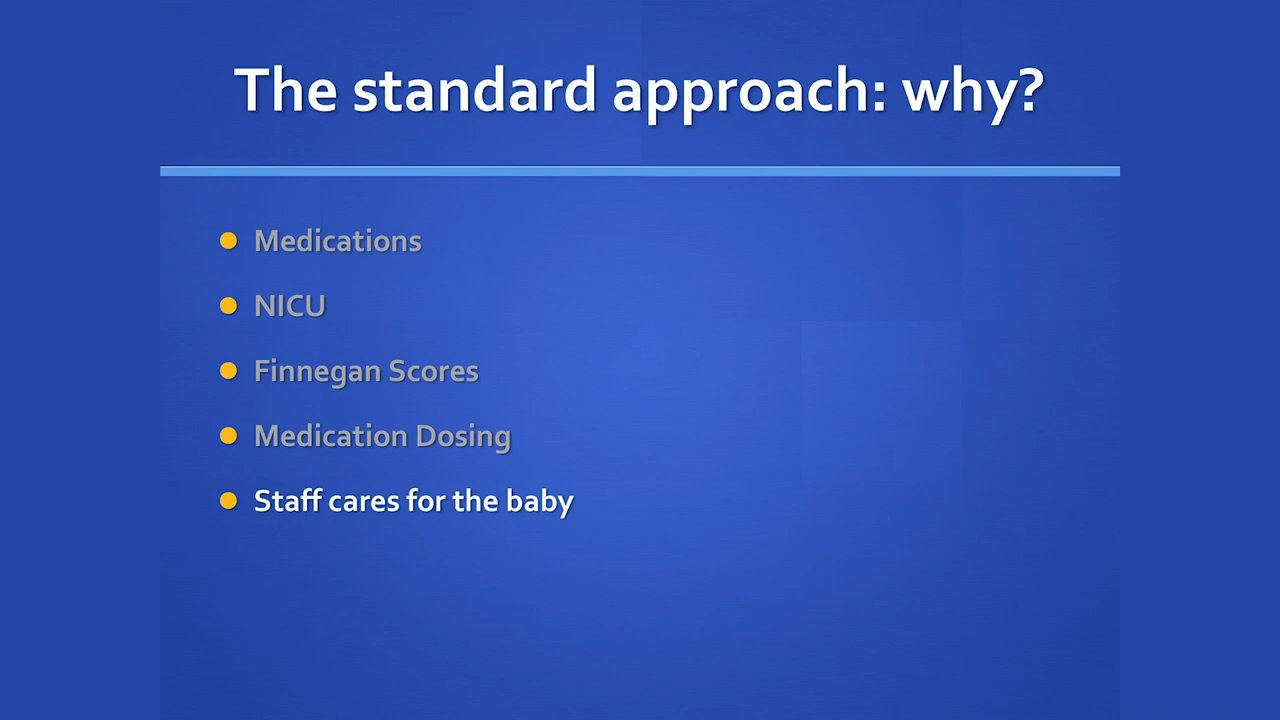 The standard approach: why?
Medications
NICU
Finnegan Scores
Medication Dosing
Staff cares for the baby